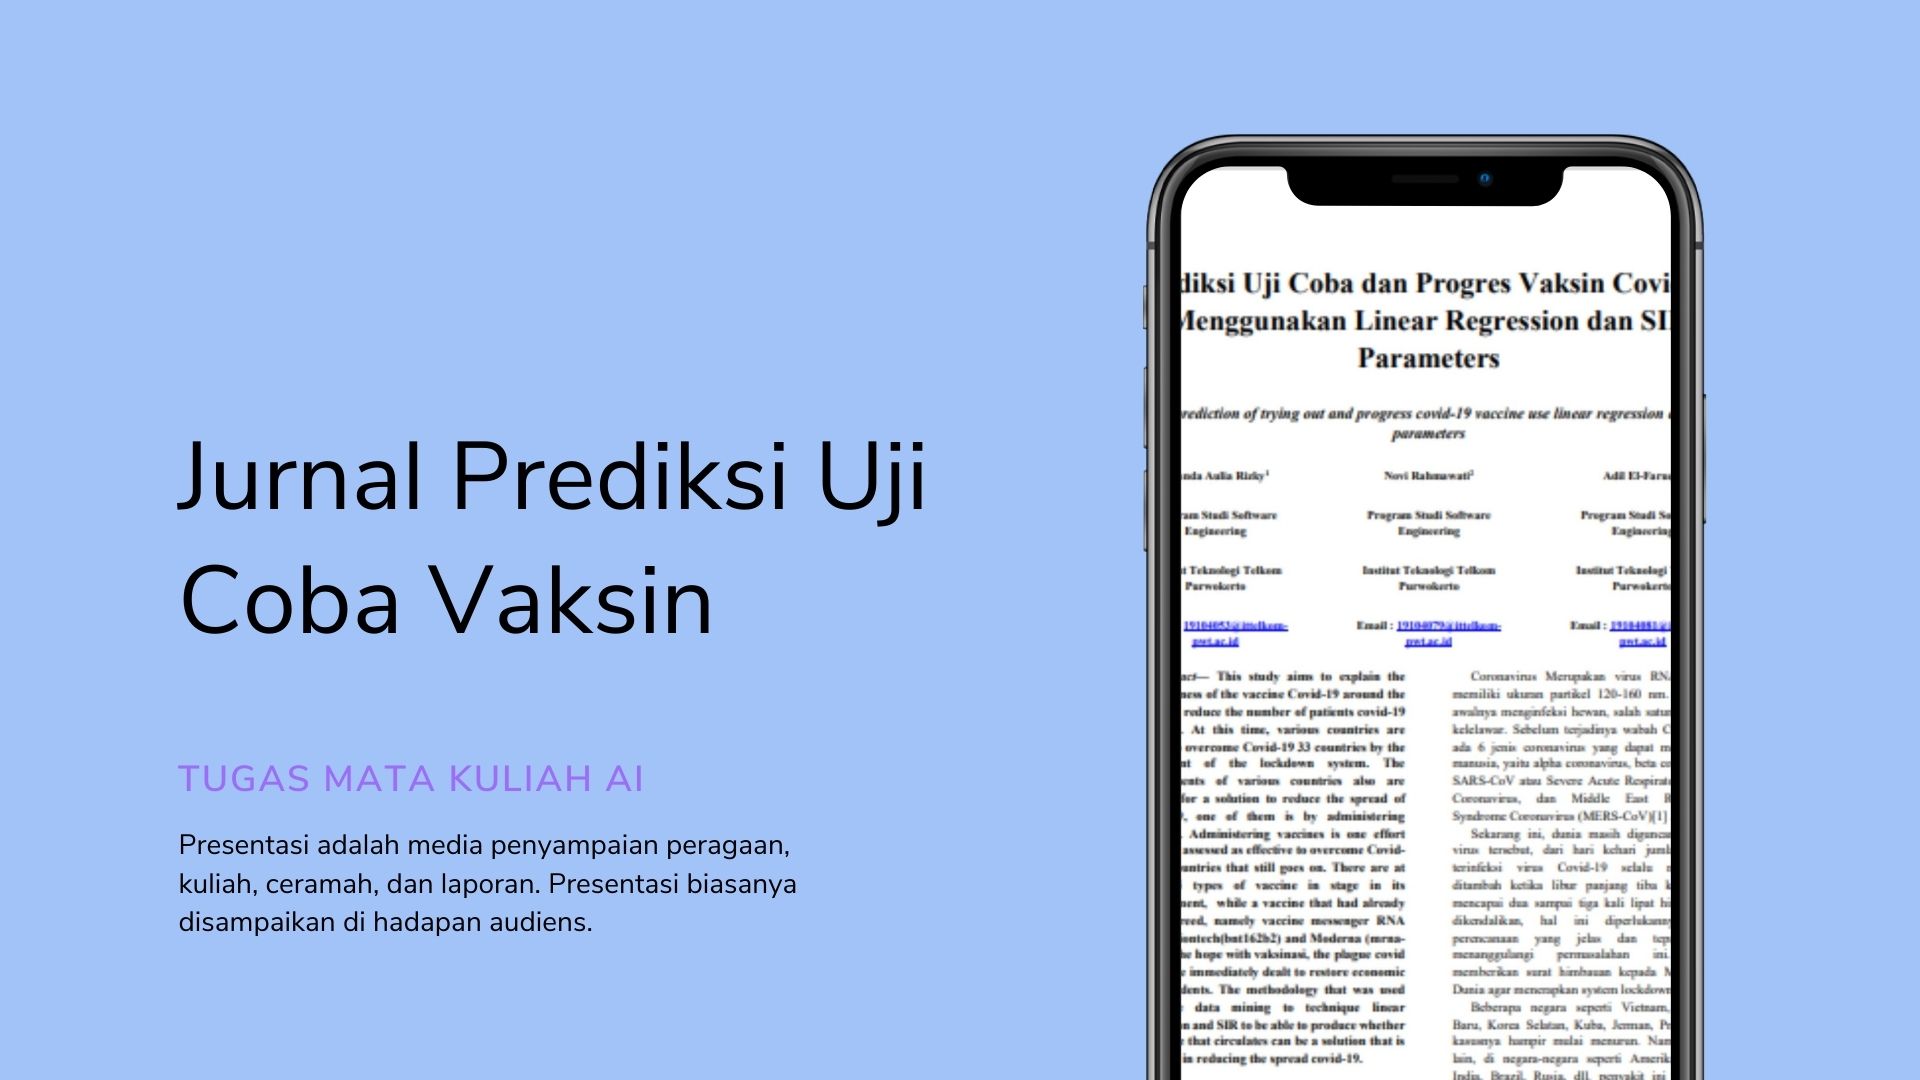 Jurnal Prediksi Uji
Coba Vaksin
TUGAS MATA KULIAH AI
Presentasi adalah media penyampaian peragaan,
kuliah, ceramah, dan laporan. Presentasi biasanya
disampaikan di hadapan audiens.
diksi Uji Coba dan Progres Vaksin Covi
Menggunakan Linear Regression dan SI
Parameters
rediction of trying out and progress covid-19 vaccine use linear regression
parameters
nda Aulia Rizky¹
Novi Rahmawati²
Adil El-Faru
ram Studi Software
Engineering
Program Studi Software
Engineering
Program Studi So
Engineering
t Teknologi Telkom
Purwokerto
Institut Teknologi Telkom
Purwokerto
Institut Teknologi
Purwokerto
19104052@ittelkom-
pwt.ac.id
Email : 19104079@ittelkom-
pwt.ac.id
Email : 19104081@i
pwt.ac.id
act— This study aims to explain the
ness of the vaccine Covid-19 around the
reduce the number of patients covid-19
. At this time, various countries are
overcome Covid-19 33 countries by the
nt of the lockdown system. The
ents of various countries also are
for a solution to reduce the spread of
, one of them is by administering
. Administering vaccines is one effort
assessed as effective to overcome Covid-
untries that still goes on. There are at
types of vaccine in stage in its
ment, while a vaccine that had already
reed, namely vaccine messenger RNA
iontech(bnt162b2) and Moderna (mrna-
he hope with vaksinasi, the plague covid
e immediately dealt to restore economic
dents. The methodology that was used
data mining to technique linear
n and SIR to be able to produce whether
that circulates can be a solution that is
in reducing the spread covid-19.
Coronavirus Merupakan virus RN
memiliki ukuran partikel 120-160 nm.
awalnya menginfeksi hewan, salah satu
kelelawar. Sebelum terjadinya wabah C
ada 6 jenis coronavirus yang dapat m
manusia, yaitu alpha coronavirus, beta co
SARS-CoV atau Severe Acute Respirat
Coronavirus, dan Middle East R
Syndrome Coronavirus (MERS-CoV)[1]
Sekarang ini, dunia masih diguncan
virus tersebut, dari hari kehari juml
terinfeksi virus Covid-19 selalu m
ditambah ketika libur panjang tiba k
mencapai dua sampai tiga kali lipat hi
dikendalikan, hal ini diperlukann
perencanaan yang jelas dan tep
menanggulangi permasalahan ini.
memberikan surat himbauan kepada M
Dunia agar menerapkan system lockdown
Beberapa negara seperti Vietnam,
Baru, Korea Selatan, Kuba, Jerman, Pr
kasusnya hampir mulai menurun. Nam
lain, di negara-negara seperti Amerik
India, Brazil, Rusia, dll, penyakit ini